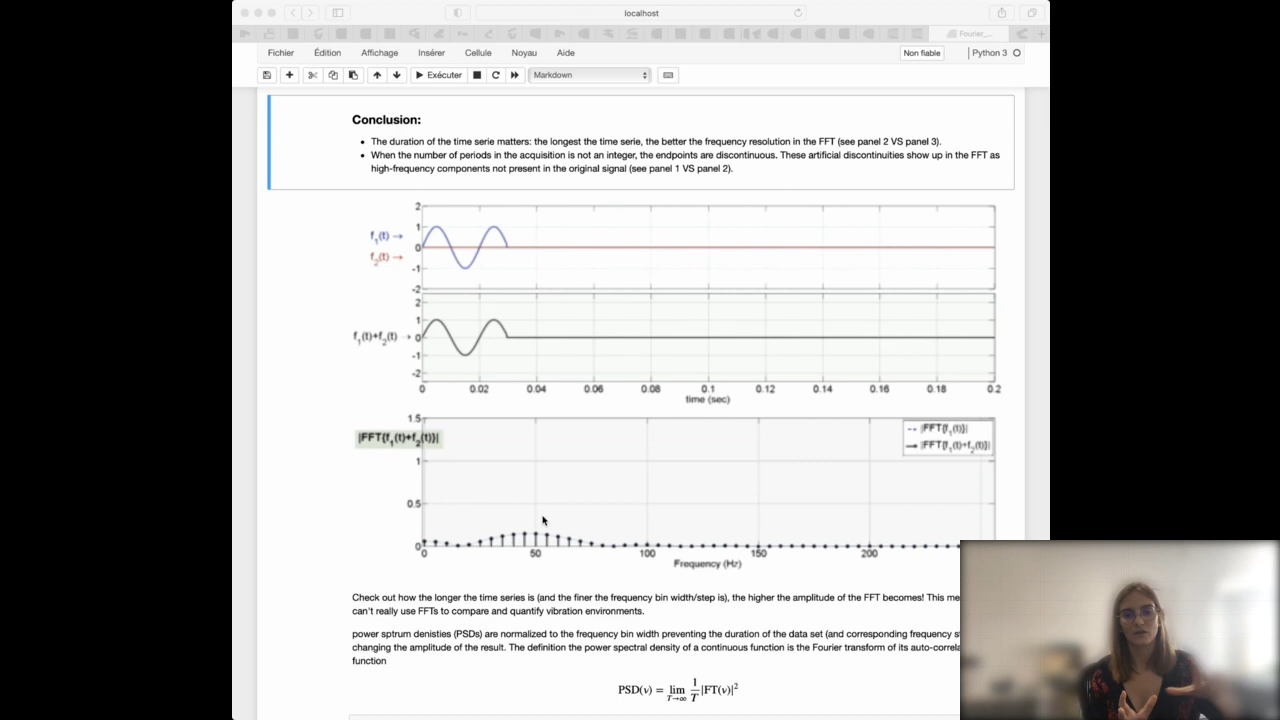 localhost
Fourier_...
Fichier Édition Affichage Insérer Cellule Noyau Aide Non fiable Python 3
Exécuter Markdown
Conclusion:
The duration of the time serie matters: the longest the time serie, the better the frequency resolution in the FFT (see panel 2 VS panel 3).
When the number of periods in the acquisition is not an integer, the endpoints are discontinuous. These artificial discontinuities show up in the FFT as
high-frequency components not present in the original signal (see panel 1 VS panel 2).
2
1
f₁(t) →
0
f₂(t) →
-1
-2
2
1
f₁(t)+f₂(t) → 0
-1
-2
0 0.02 0.04 0.06 0.08 0.1 0.12 0.14 0.16 0.18 0.2
time (sec)
1.5
|FFT{f₁(t)+f₂(t)}|
|FFT{f₁(t)}|
|FFT{f₁(t)+f₂(t)}|
1
0.5
0
0 50 100 150 200
Frequency (Hz)
Check out how the longer the time series is (and the finer the frequency bin width/step is), the higher the amplitude of the FFT becomes! This me
can't really use FFTs to compare and quantify vibration environments.
power sptrum denisties (PSDs) are normalized to the frequency bin width preventing the duration of the data set (and corresponding frequency s
changing the amplitude of the result. The definition the power spectral density of a continuous function is the Fourier transform of its auto-correla
function
PSD(ν) = lim T→∞ 1/T |FT(ν)|²